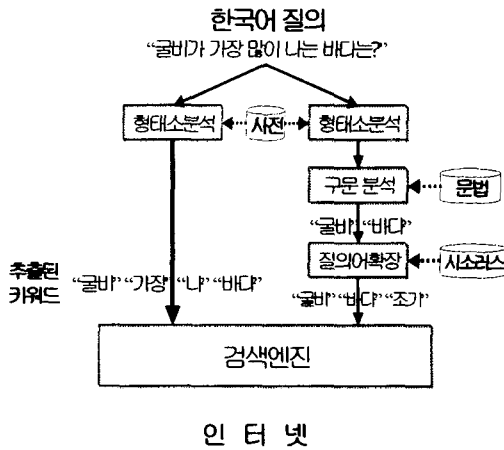 한국어 질의
“굴비가 가장 많이 나는 바다는?”
형태소분석 사전 형태소분석
구문 분석 문법
“굴비” “바다”
질의어확장 시소러스
추출된
키워드
“굴비” “가장” “나” “바다”
“굴비” “바다” “조기”
검색엔진
인 터 넷